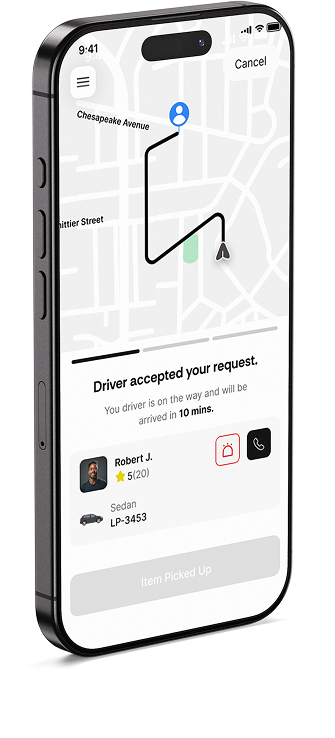 9:41
Cancel
Chesapeake Avenue
hittier Street
Driver accepted your request.
You driver is on the way and will be
arrived in 10 mins.
Robert J.
5(20)
Sedan
LP-3453
Item Picked Up